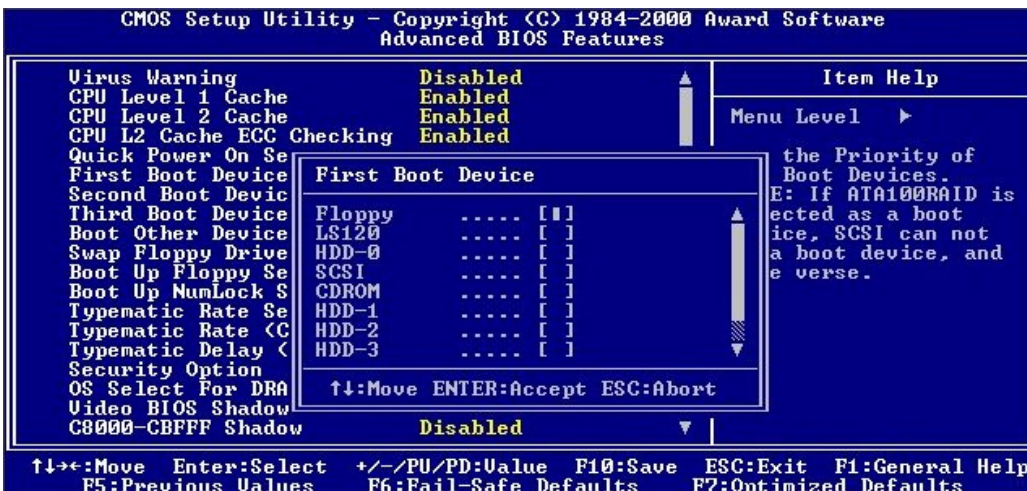 CMOS Setup Utility – Copyright (C) 1984-2000 Award Software
Advanced BIOS Features
Virus Warning Disabled
CPU Level 1 Cache Enabled
CPU Level 2 Cache Enabled
CPU L2 Cache ECC Checking Enabled
Quick Power On Se
First Boot Device
Second Boot Devic
Third Boot Device
Boot Other Device
Swap Floppy Drive
Boot Up Floppy Se
Boot Up NumLock S
Typematic Rate Se
Typematic Rate (C
Typematic Delay (
Security Option
OS Select For DRA
Video BIOS Shadow
C8000-CBFFF Shadow Disabled
First Boot Device
Floppy ..... [▮]
LS120 ..... [ ]
HDD-0 ..... [ ]
SCSI ..... [ ]
CDROM ..... [ ]
HDD-1 ..... [ ]
HDD-2 ..... [ ]
HDD-3 ..... [ ]
↑↓:Move ENTER:Accept ESC:Abort
Item Help
Menu Level ►
the Priority of
Boot Devices.
E: If ATA100RAID is
ected as a boot
ice, SCSI can not
a boot device, and
e verse.
↑↓→←:Move Enter:Select +/-/PU/PD:Value F10:Save ESC:Exit F1:General Help
F5:Previous Values F6:Fail-Safe Defaults F7:Optimized Defaults